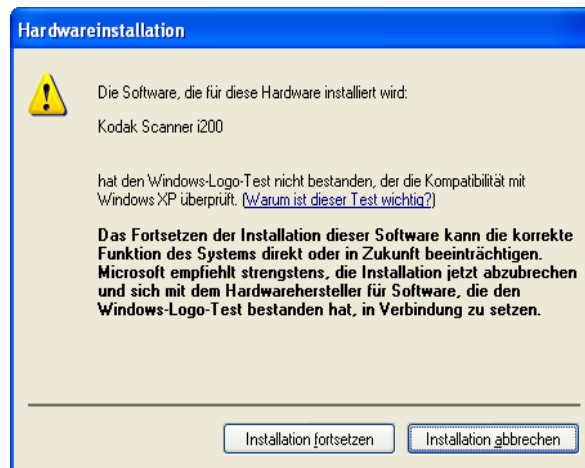 Hardwareinstallation
Die Software, die für diese Hardware installiert wird:
Kodak Scanner i200
hat den Windows-Logo-Test nicht bestanden, der die Kompatibilität mit
Windows XP überprüft. (Warum ist dieser Test wichtig?)
Das Fortsetzen der Installation dieser Software kann die korrekte
Funktion des Systems direkt oder in Zukunft beeinträchtigen.
Microsoft empfiehlt strengstens, die Installation jetzt abzubrechen
und sich mit dem Hardwarehersteller für Software, die den
Windows-Logo-Test bestanden hat, in Verbindung zu setzen.
Installation fortsetzen Installation abbrechen